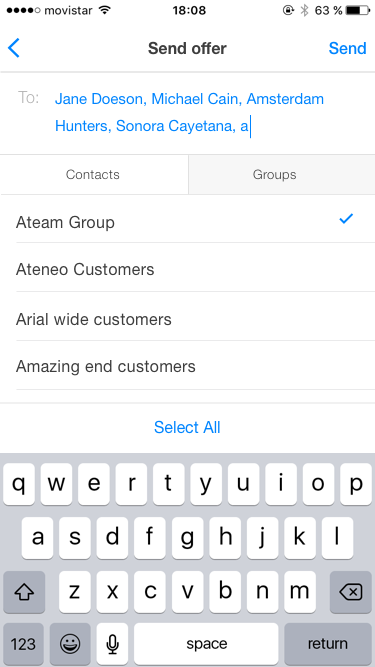 movistar 18:08 63 %
Send offer Send
To: Jane Doeson, Michael Cain, Amsterdam
Hunters, Sonora Cayetana, a
Contacts Groups
Ateam Group
Ateneo Customers
Arial wide customers
Amazing end customers
Select All
q w e r t y u i o p
a s d f g h j k l
z x c v b n m
123 space return